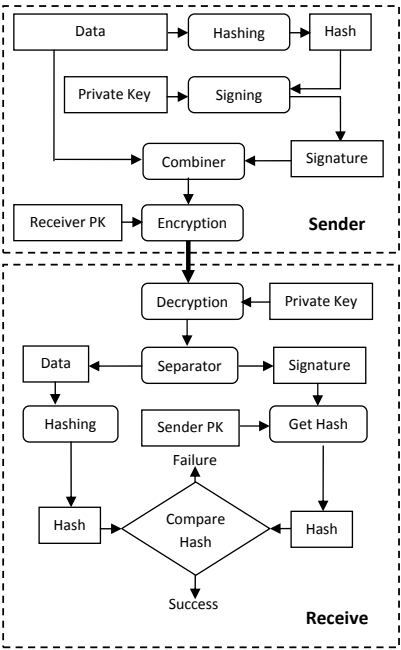 Data
Hashing
Hash
Private Key
Signing
Combiner
Signature
Receiver PK
Encryption
Sender
Decryption
Private Key
Data
Separator
Signature
Hashing
Sender PK
Get Hash
Failure
Hash
Compare
Hash
Hash
Success
Receive